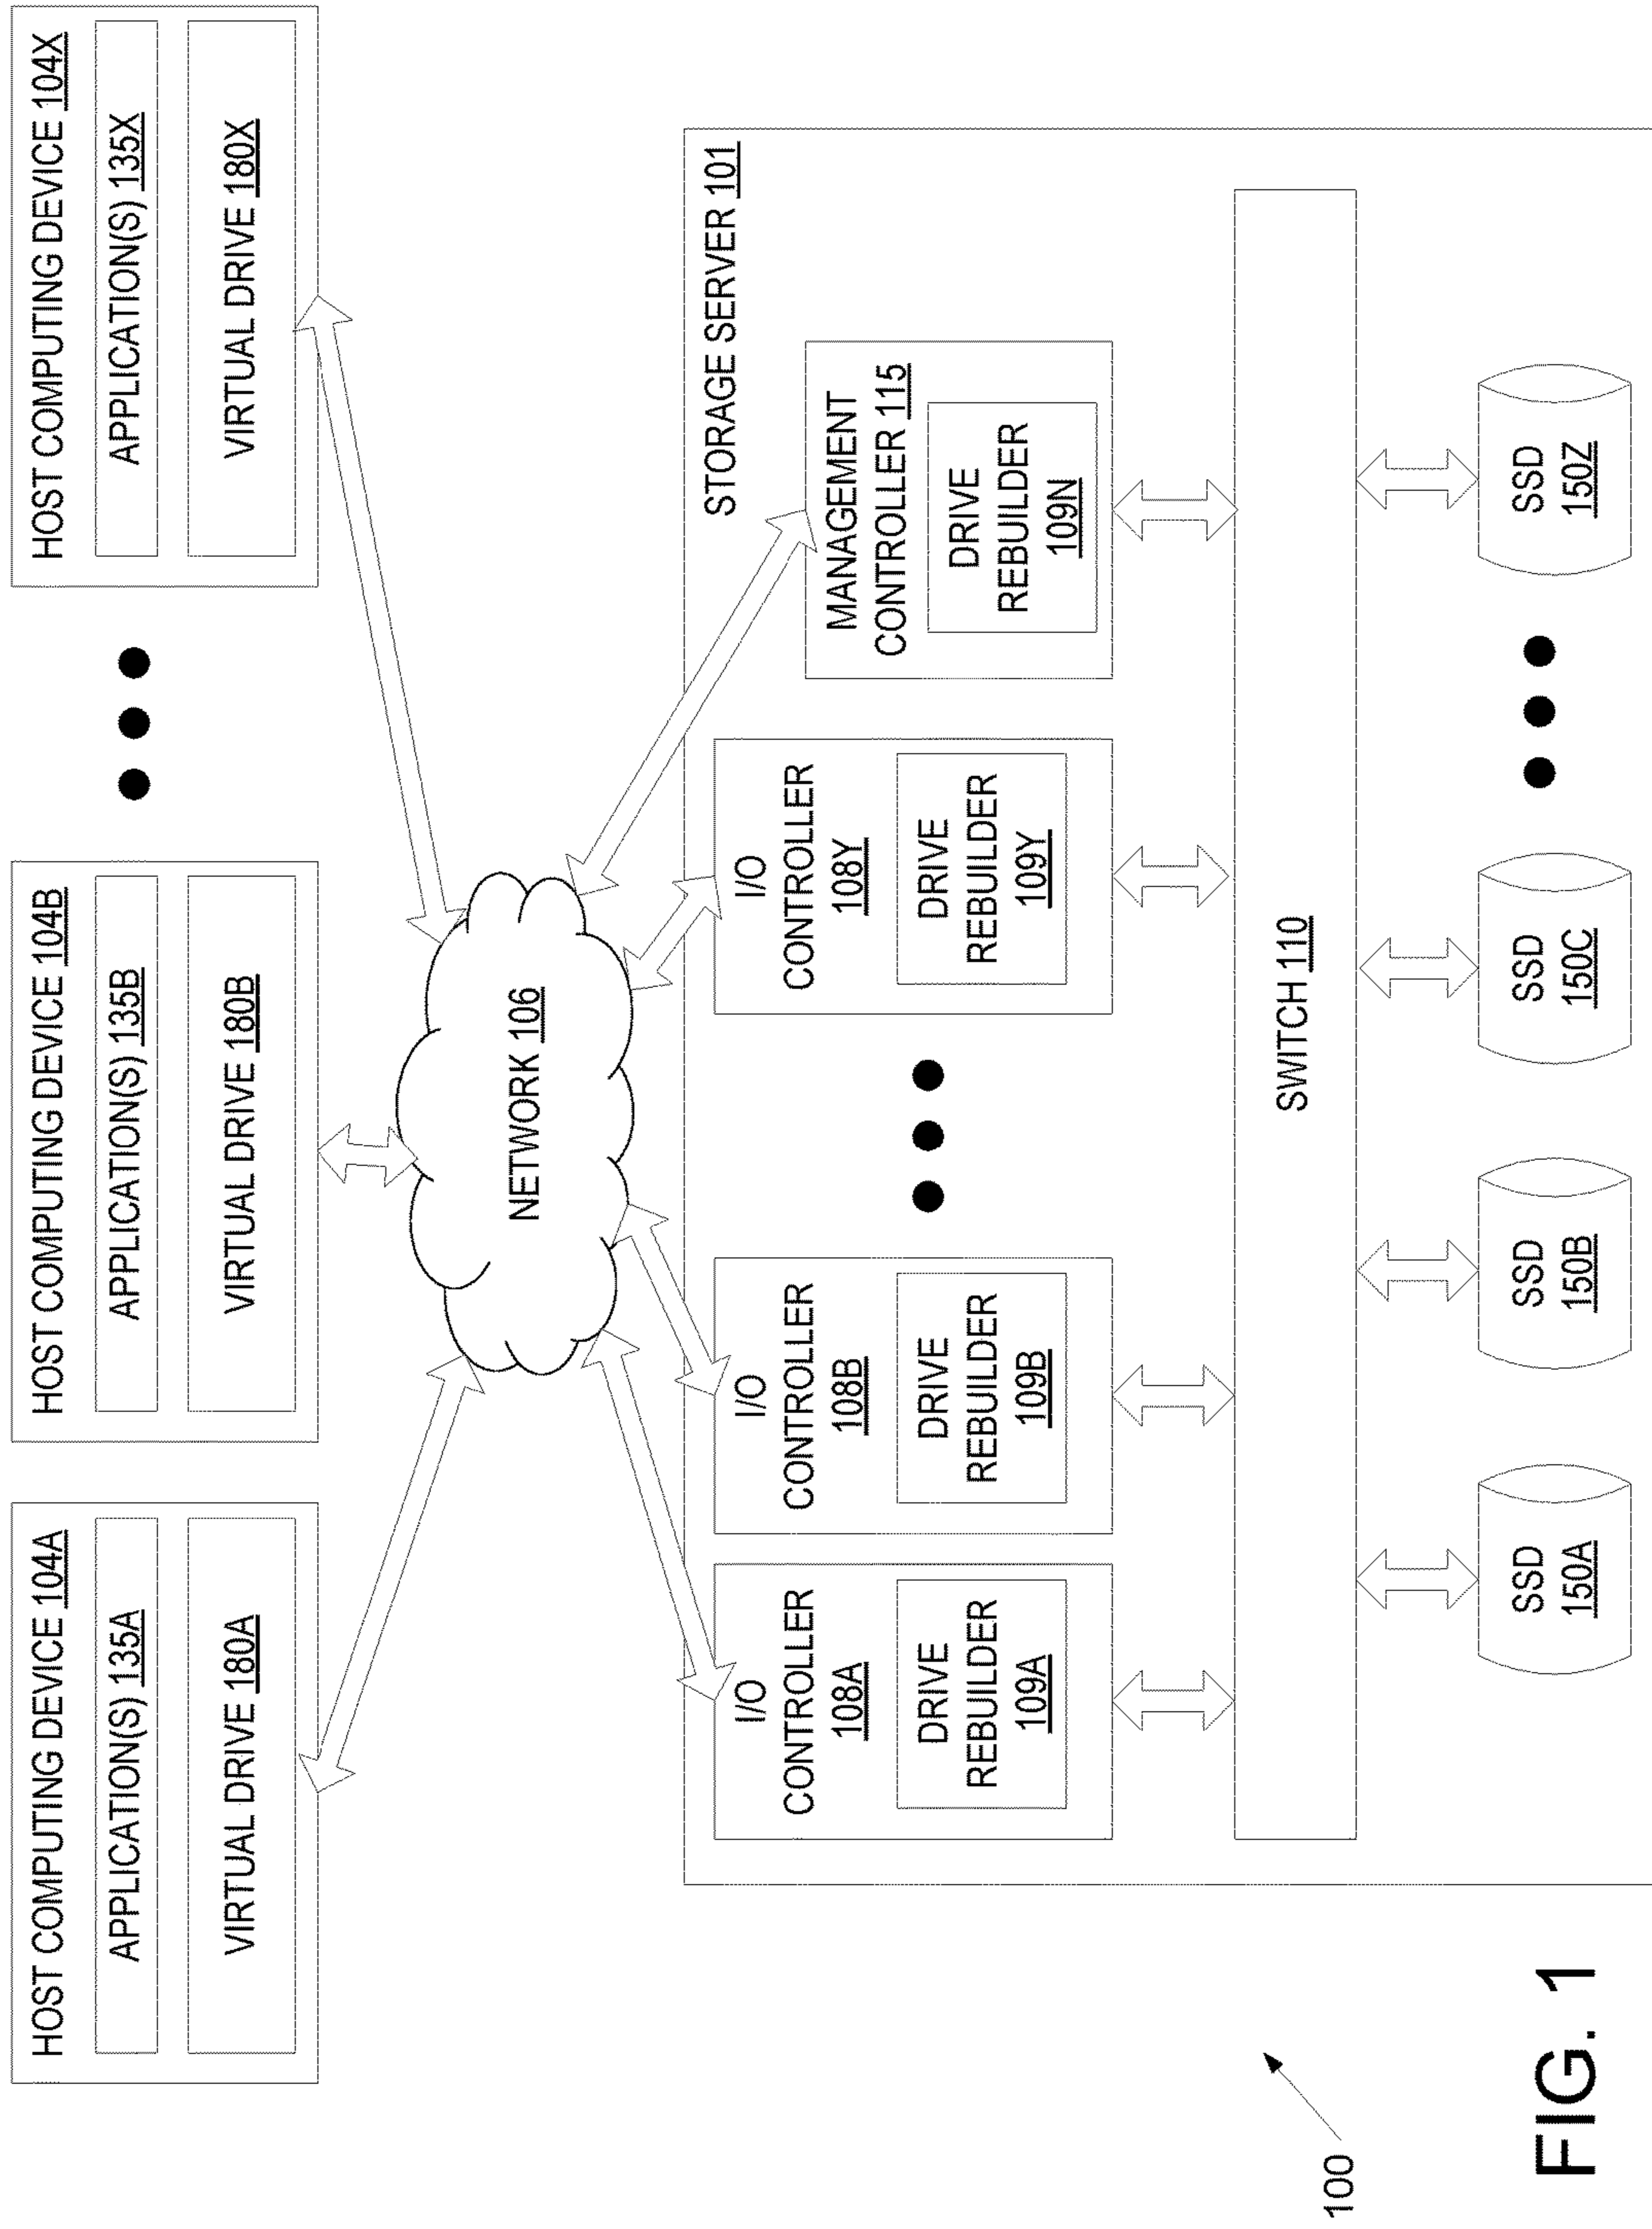 HOST COMPUTING DEVICE 104A
APPLICATION(S) 135A
VIRTUAL DRIVE 180A
HOST COMPUTING DEVICE 104B
APPLICATION(S) 135B
VIRTUAL DRIVE 180B
HOST COMPUTING DEVICE 104X
APPLICATION(S) 135X
VIRTUAL DRIVE 180X
NETWORK 106
STORAGE SERVER 101
I/O
CONTROLLER
108A
DRIVE
REBUILDER
109A
I/O
CONTROLLER
108B
DRIVE
REBUILDER
109B
I/O
CONTROLLER
108Y
DRIVE
REBUILDER
109Y
MANAGEMENT
CONTROLLER 115
DRIVE
REBUILDER
109N
SWITCH 110
SSD
150A
SSD
150B
SSD
150C
SSD
150Z
100
FIG. 1